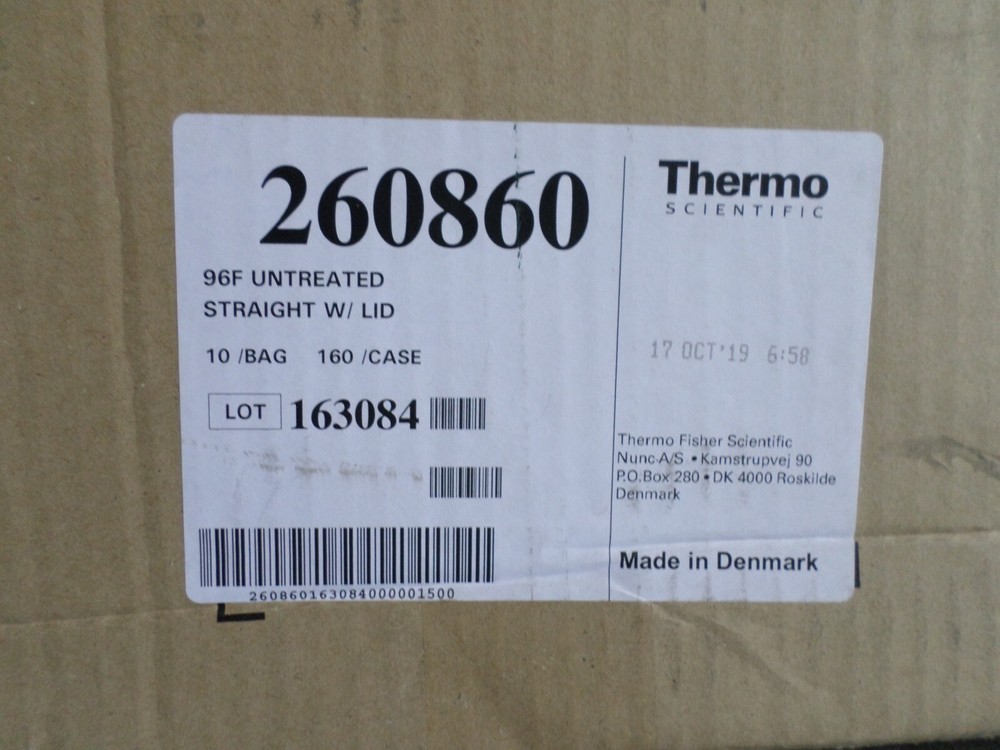 260860
96F UNTREATED
STRAIGHT W/ LID
10 /BAG 160 /CASE
LOT 163084
260860163084000001500
Thermo
SCIENTIFIC
17 OCT'19 6:58
Thermo Fisher Scientific
Nunc A/S • Kamstrupvej 90
P.O.Box 280 • DK 4000 Roskilde
Denmark
Made in Denmark